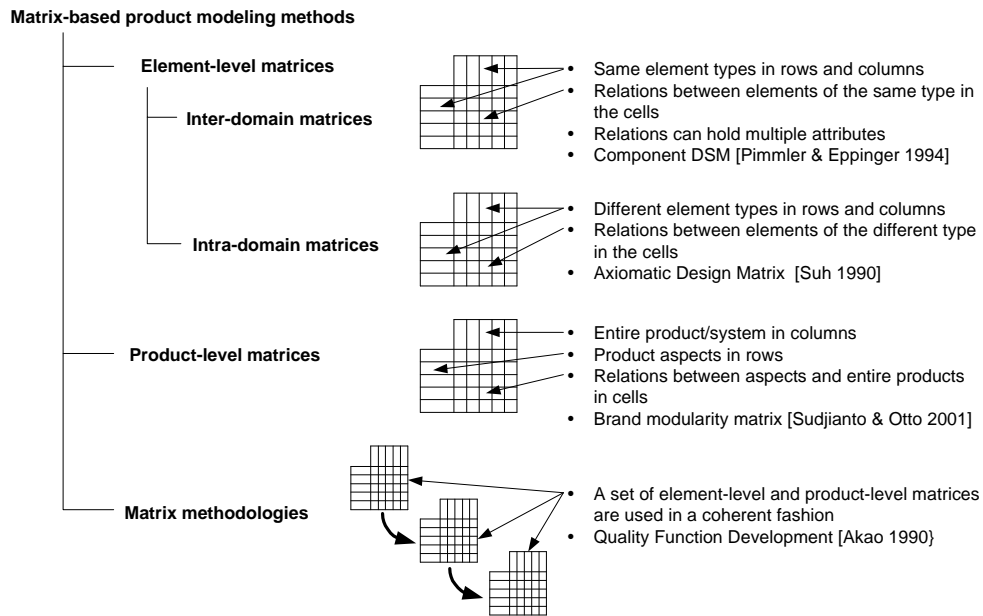 Matrix-based product modeling methods
Element-level matrices
Inter-domain matrices
• Same element types in rows and columns
• Relations between elements of the same type in
the cells
• Relations can hold multiple attributes
• Component DSM [Pimmler & Eppinger 1994]
Intra-domain matrices
• Different element types in rows and columns
• Relations between elements of the different type
in the cells
• Axiomatic Design Matrix [Suh 1990]
Product-level matrices
• Entire product/system in columns
• Product aspects in rows
• Relations between aspects and entire products
in cells
• Brand modularity matrix [Sudjianto & Otto 2001]
Matrix methodologies
• A set of element-level and product-level matrices
are used in a coherent fashion
• Quality Function Development [Akao 1990}